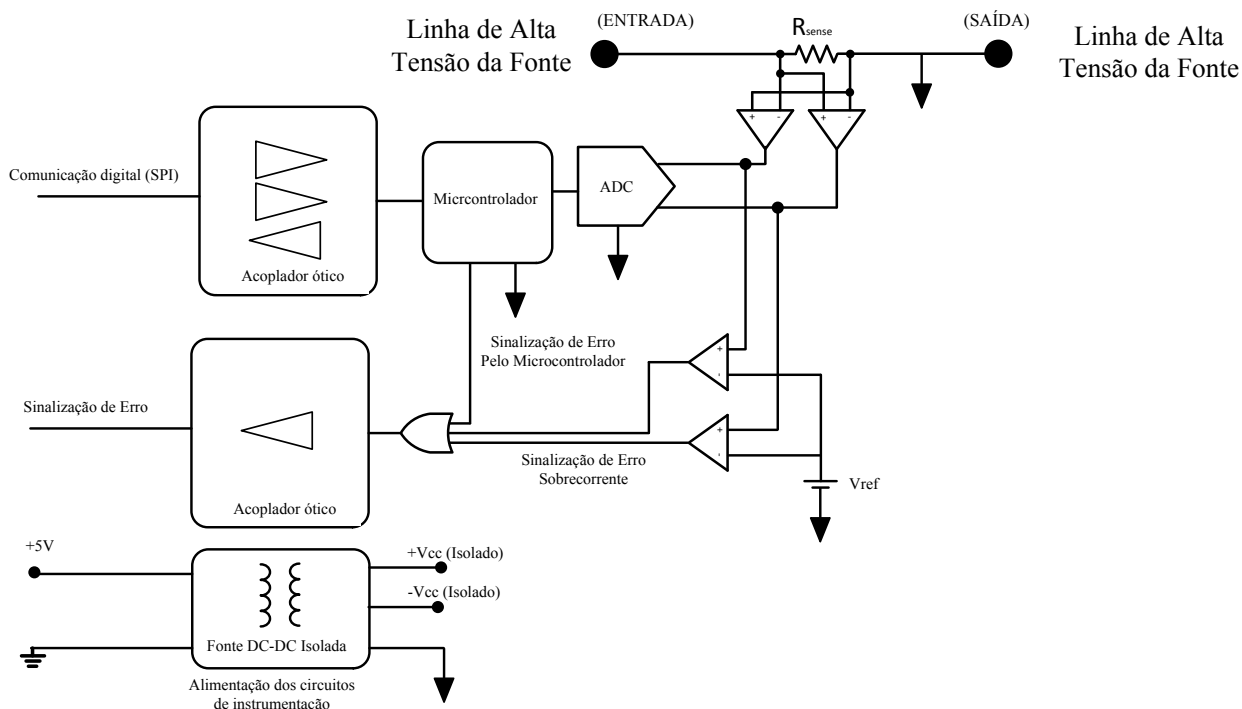 Linha de Alta
Tensão da Fonte
(ENTRADA)
Rsense
(SAÍDA)
Linha de Alta
Tensão da Fonte
+ -
+ -
Comunicação digital (SPI)
Acoplador ótico
Micrcontrolador
ADC
Sinalização de Erro
Pelo Microcontrolador
+
-
Sinalização de Erro
Acoplador ótico
+
-
Sinalização de Erro
Sobrecorrente
Vref
+5V
+Vcc (Isolado)
-Vcc (Isolado)
Fonte DC-DC Isolada
Alimentação dos circuitos
de instrumentação